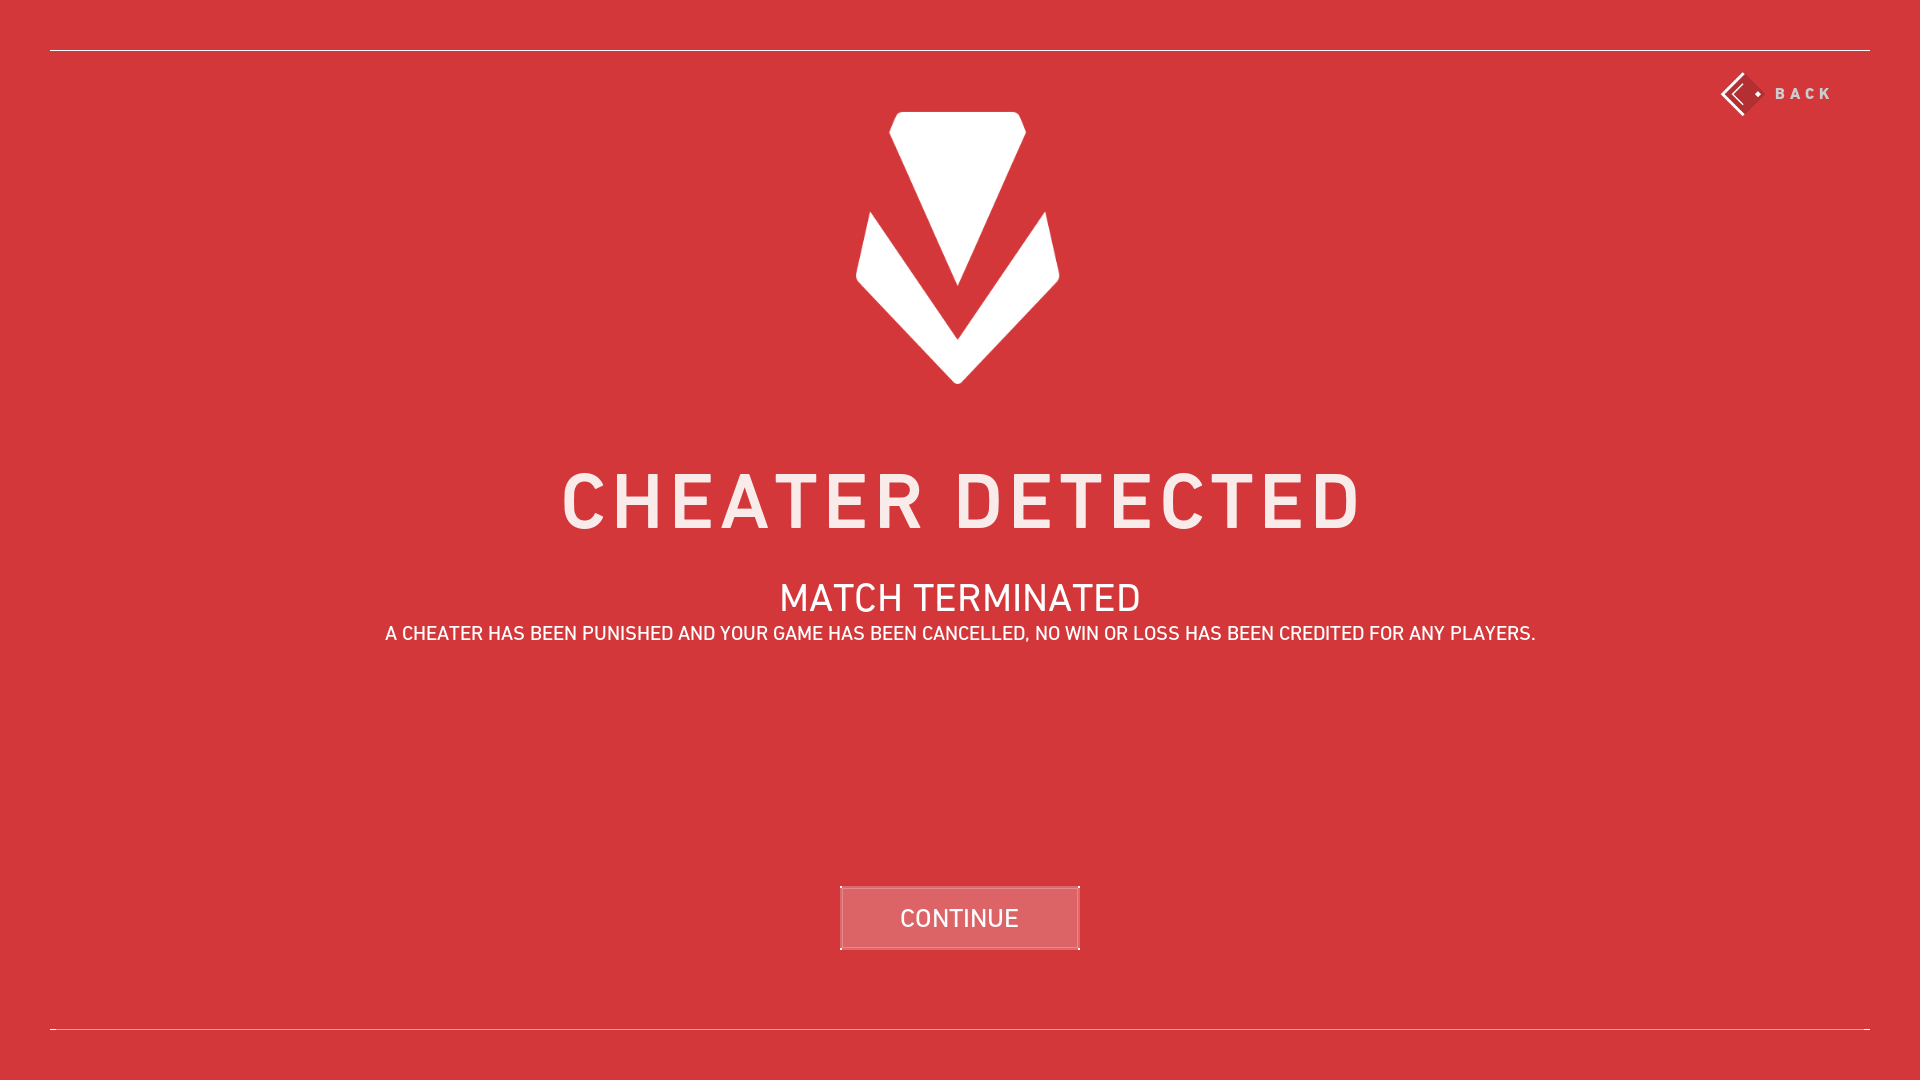 BACK
CHEATER DETECTED
MATCH TERMINATED
A CHEATER HAS BEEN PUNISHED AND YOUR GAME HAS BEEN CANCELLED, NO WIN OR LOSS HAS BEEN CREDITED FOR ANY PLAYERS.
CONTINUE